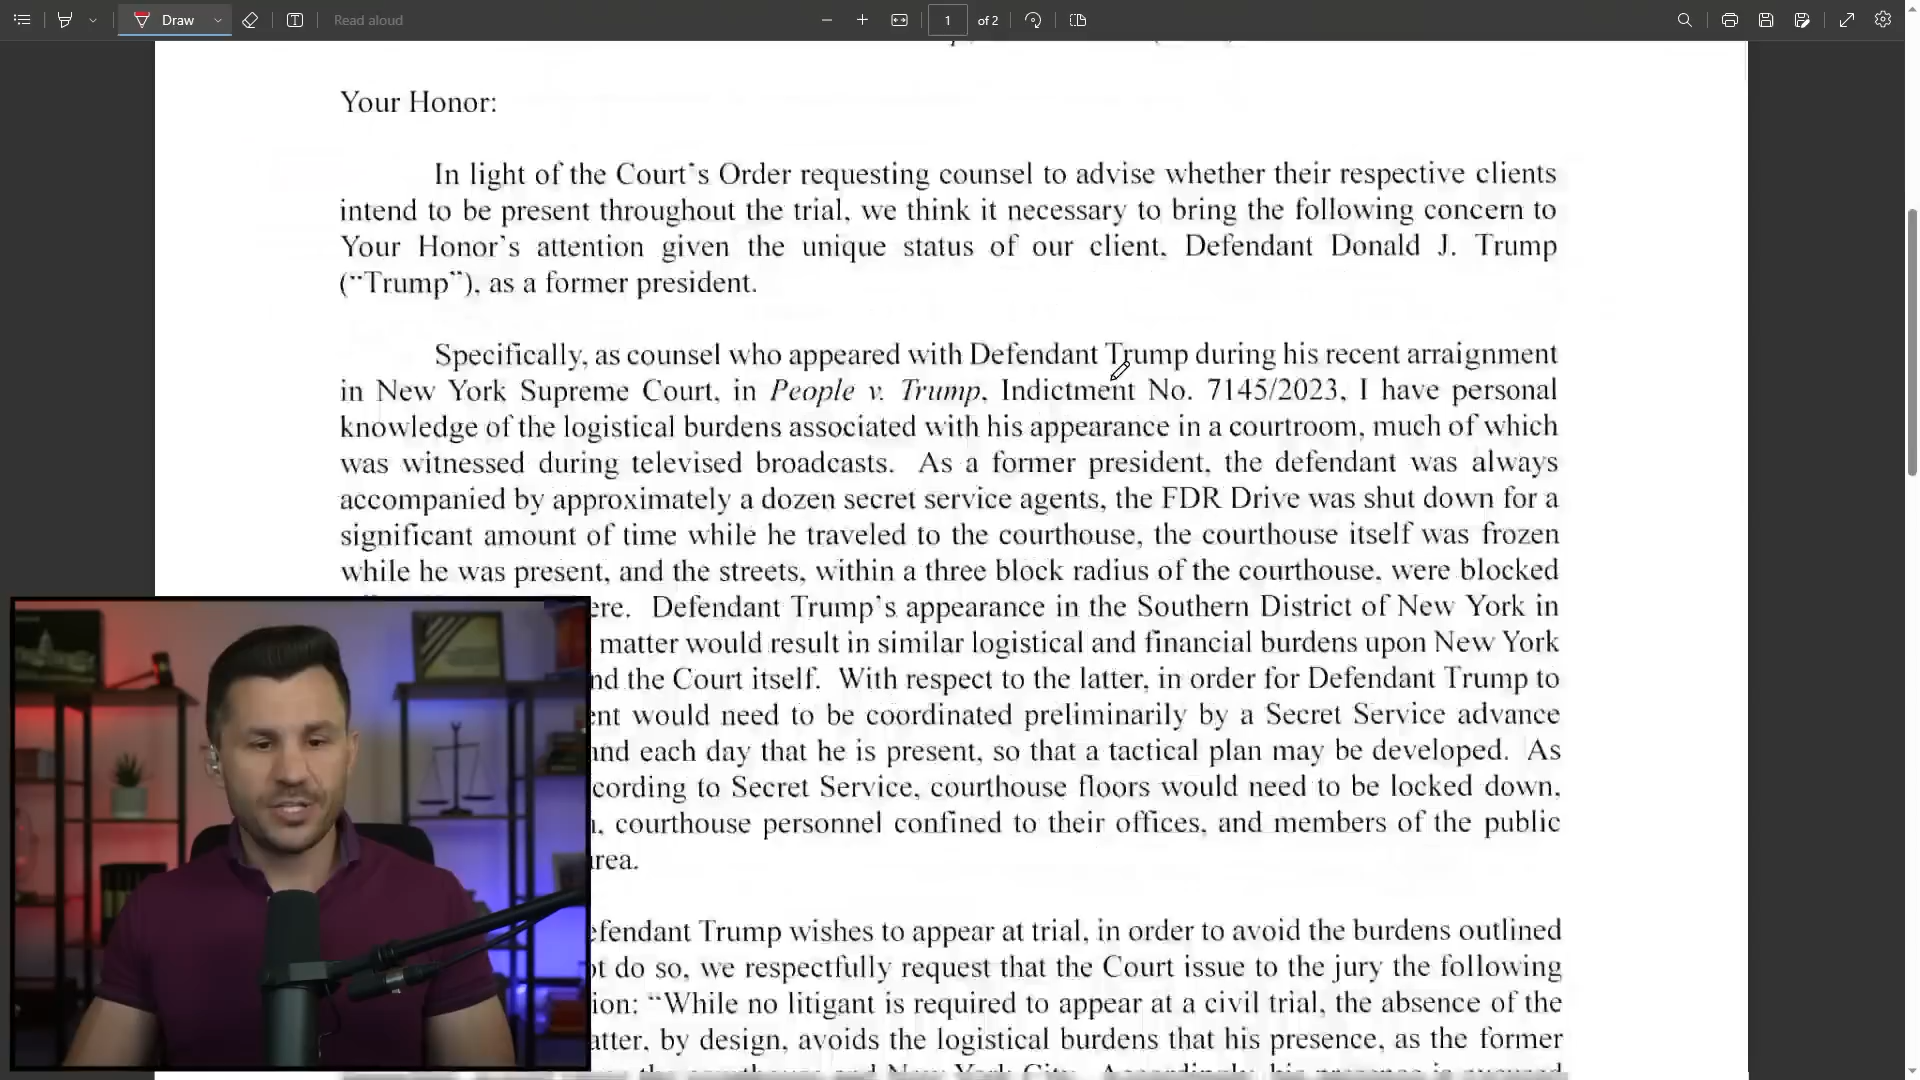 Draw
Read aloud
1
of 2
Your Honor:
In light of the Court's Order requesting counsel to advise whether their respective clients
intend to be present throughout the trial, we think it necessary to bring the following concern to
Your Honor's attention given the unique status of our client, Defendant Donald J. Trump
("Trump"), as a former president.
Specifically, as counsel who appeared with Defendant Trump during his recent arraignment
in New York Supreme Court, in People v. Trump, Indictment No. 7145/2023, I have personal
knowledge of the logistical burdens associated with his appearance in a courtroom, much of which
was witnessed during televised broadcasts. As a former president, the defendant was always
accompanied by approximately a dozen secret service agents, the FDR Drive was shut down for a
significant amount of time while he traveled to the courthouse, the courthouse itself was frozen
while he was present, and the streets, within a three block radius of the courthouse, were blocked
ere. Defendant Trump's appearance in the Southern District of New York in
matter would result in similar logistical and financial burdens upon New York
nd the Court itself. With respect to the latter, in order for Defendant Trump to
ent would need to be coordinated preliminarily by a Secret Service advance
and each day that he is present, so that a tactical plan may be developed. As
cording to Secret Service, courthouse floors would need to be locked down,
, courthouse personnel confined to their offices, and members of the public
area.
efendant Trump wishes to appear at trial, in order to avoid the burdens outlined
ot do so, we respectfully request that the Court issue to the jury the following
ion: "While no litigant is required to appear at a civil trial, the absence of the
atter, by design, avoids the logistical burdens that his presence, as the former